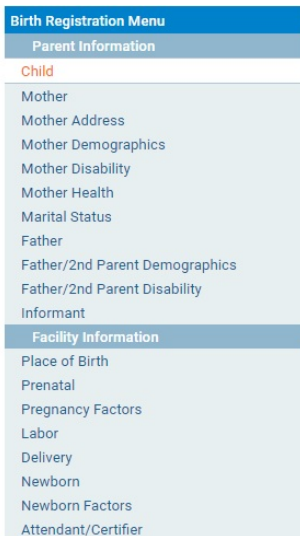 Birth Registration Menu
Parent Information
Child
Mother
Mother Address
Mother Demographics
Mother Disability
Mother Health
Marital Status
Father
Father/2nd Parent Demographics
Father/2nd Parent Disability
Informant
Facility Information
Place of Birth
Prenatal
Pregnancy Factors
Labor
Delivery
Newborn
Newborn Factors
Attendant/Certifier